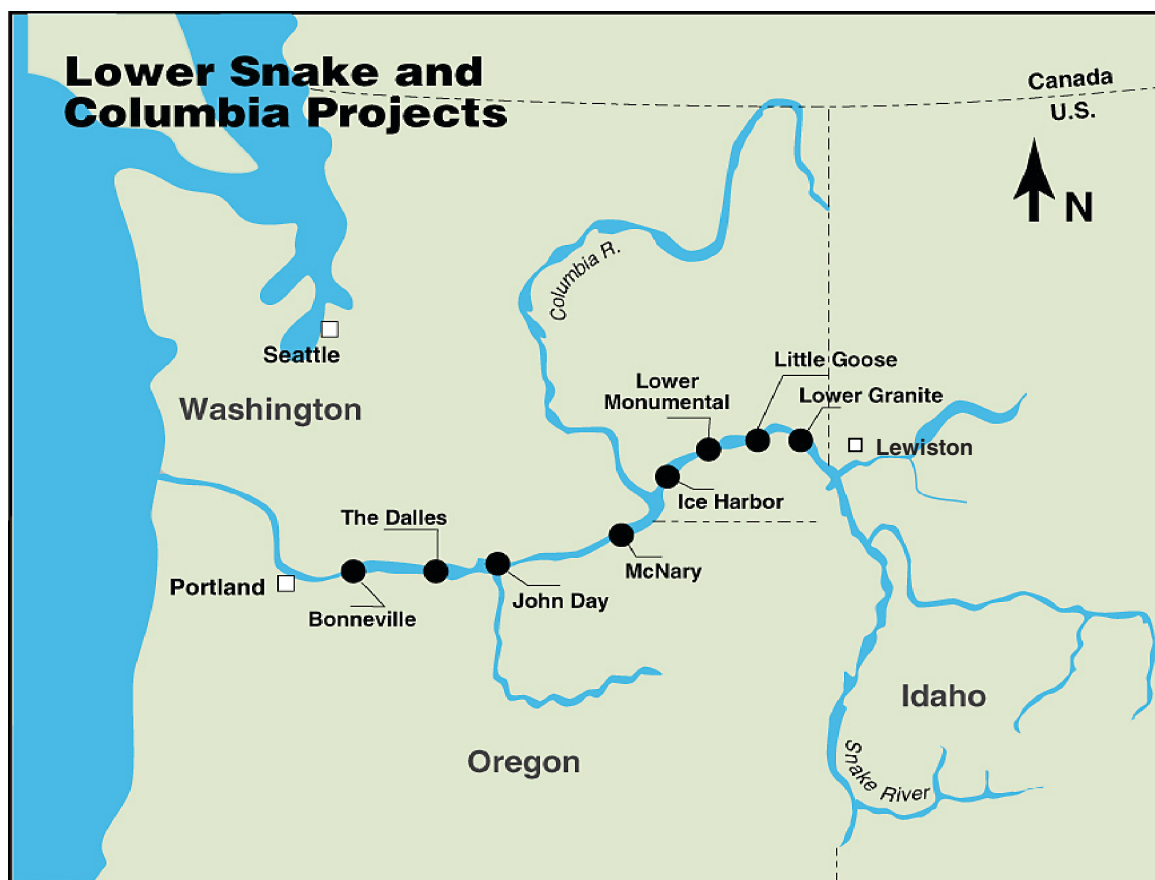 Lower Snake and
Columbia Projects
Canada
U.S.
N
Columbia R.
Seattle
Washington
Little Goose
Lower
Monumental
Lower Granite
Lewiston
Ice Harbor
The Dalles
McNary
Portland
John Day
Bonneville
Idaho
Oregon
Snake River